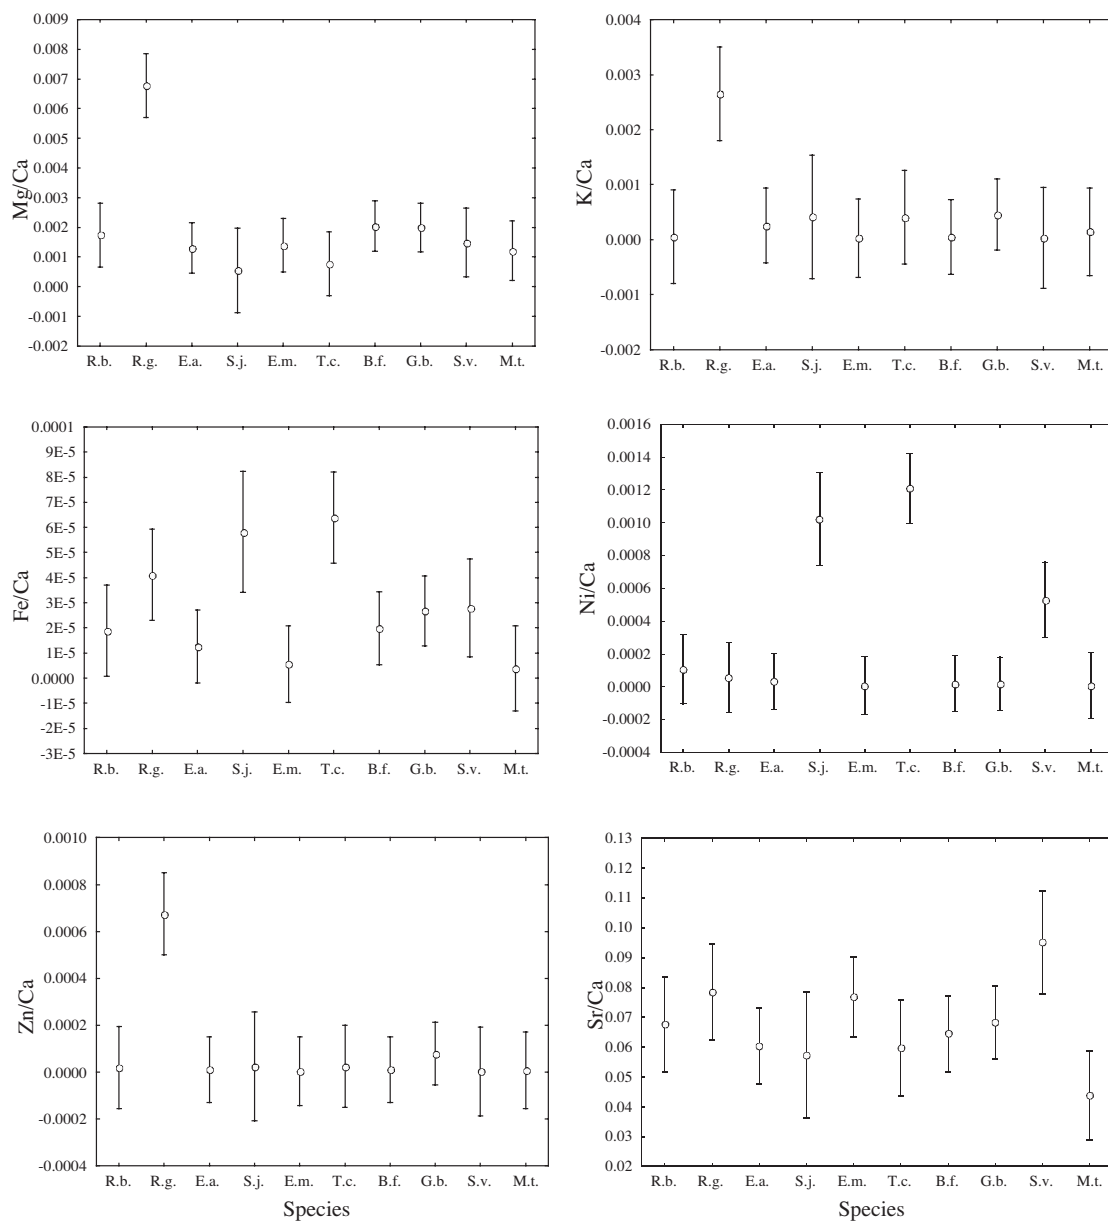 0.009
0.008
0.007
0.006
0.005
0.004
0.003
0.002
0.001
0.000
-0.001
-0.002
Mg/Ca
R.b. R.g. E.a. S.j. E.m. T.c. B.f. G.b. S.v. M.t.
0.004
0.003
0.002
0.001
0.000
-0.001
-0.002
K/Ca
R.b. R.g. E.a. S.j. E.m. T.c. B.f. G.b. S.v. M.t.
0.0001
9E-5
8E-5
7E-5
6E-5
5E-5
4E-5
3E-5
2E-5
1E-5
0.0000
-1E-5
-2E-5
-3E-5
Fe/Ca
R.b. R.g. E.a. S.j. E.m. T.c. B.f. G.b. S.v. M.t.
0.0016
0.0014
0.0012
0.0010
0.0008
0.0006
0.0004
0.0002
0.0000
-0.0002
-0.0004
Ni/Ca
R.b. R.g. E.a. S.j. E.m. T.c. B.f. G.b. S.v. M.t.
0.0010
0.0008
0.0006
0.0004
0.0002
0.0000
-0.0002
-0.0004
Zn/Ca
R.b. R.g. E.a. S.j. E.m. T.c. B.f. G.b. S.v. M.t.
Species
0.13
0.12
0.11
0.10
0.09
0.08
0.07
0.06
0.05
0.04
0.03
0.02
Sr/Ca
R.b. R.g. E.a. S.j. E.m. T.c. B.f. G.b. S.v. M.t.
Species